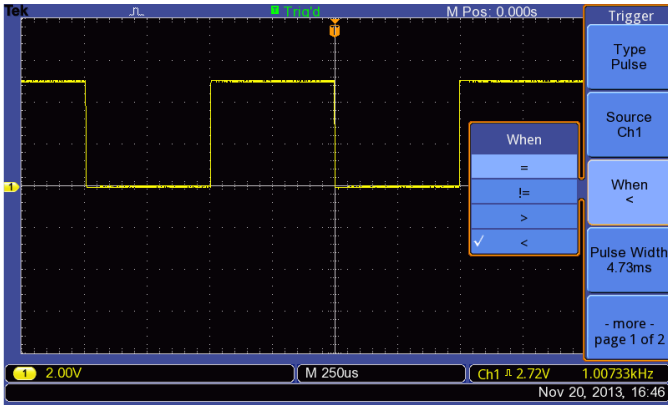 Tek
T Trig'd
M Pos: 0.000s
T
Trigger
Type
Pulse
Source
Ch1
When
<
Pulse Width
4.73ms
- more -
page 1 of 2
When
=
!=
>
✓ <
1
1 2.00V
M 250us
Ch1 2.72V
1.00733kHz
Nov 20, 2013, 16:46